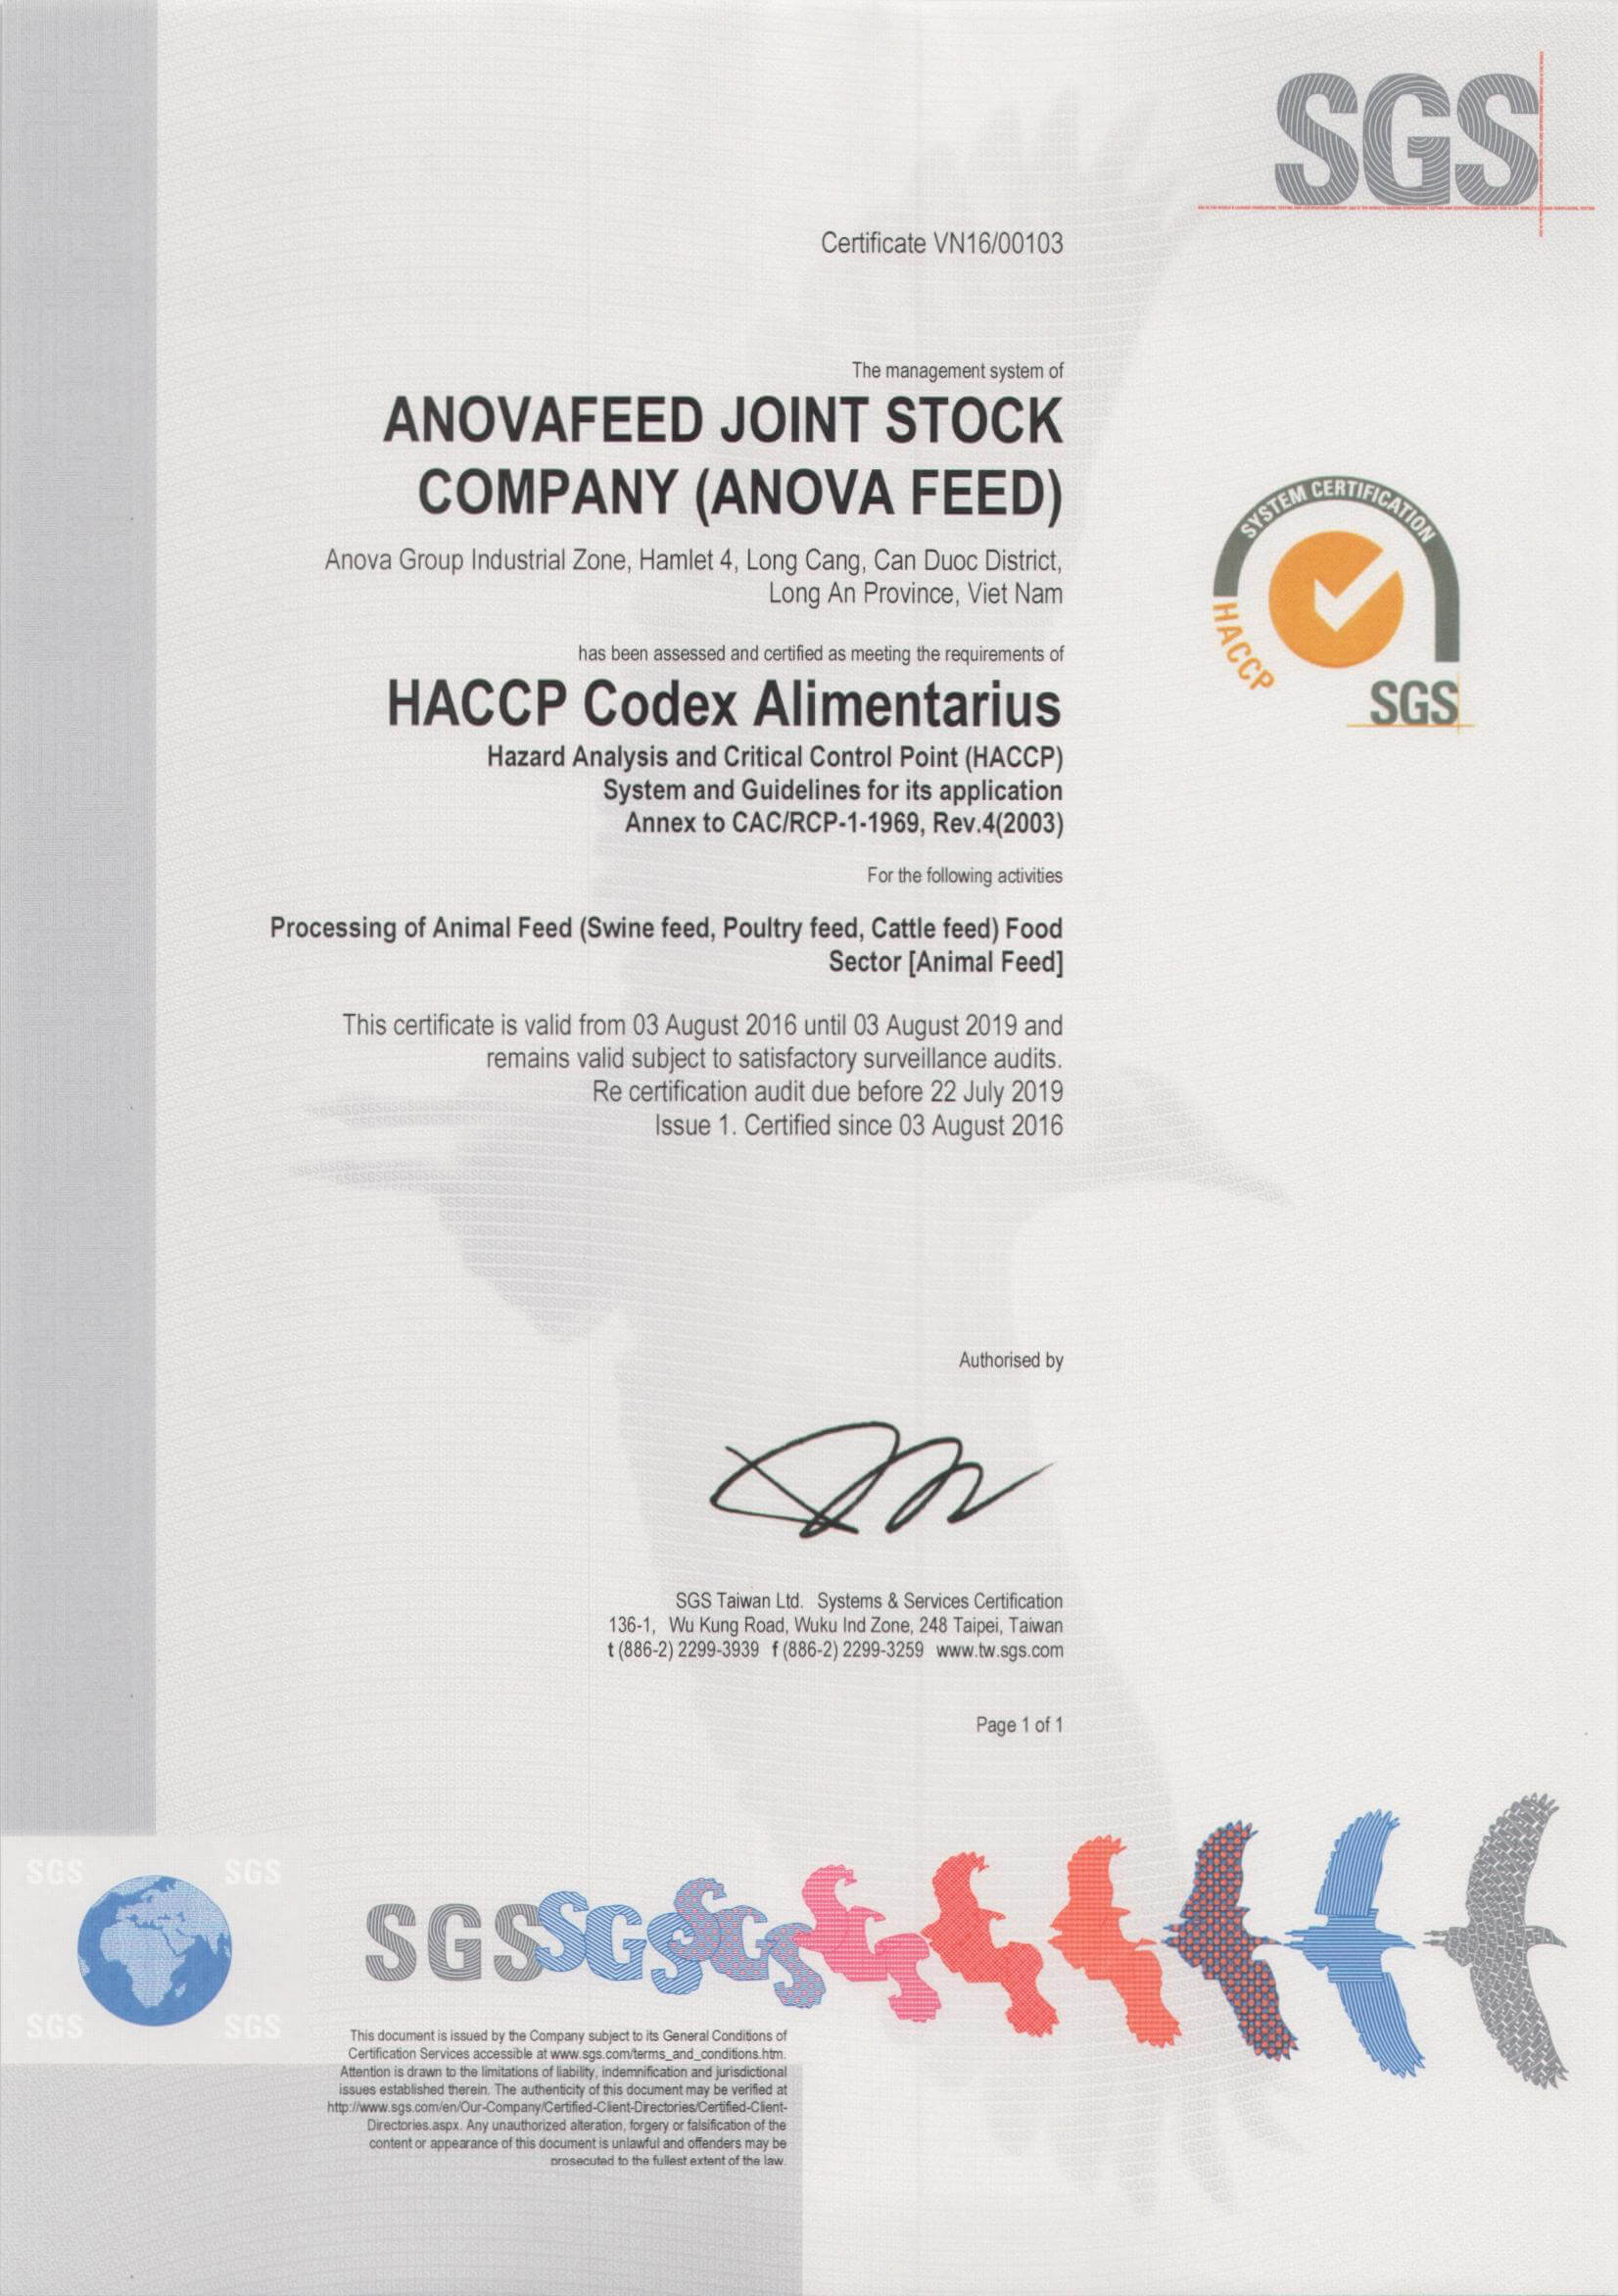 SGS
Certificate VN16/00103
The management system of
ANOVAFEED JOINT STOCK
COMPANY (ANOVA FEED)
Anova Group Industrial Zone, Hamlet 4, Long Cang, Can Duoc District,
Long An Province, Viet Nam
SYSTEM CERTIFICATION
HACCP
SGS
has been assessed and certified as meeting the requirements of
HACCP Codex Alimentarius
Hazard Analysis and Critical Control Point (HACCP)
System and Guidelines for its application
Annex to CAC/RCP-1-1969, Rev.4(2003)
For the following activities
Processing of Animal Feed (Swine feed, Poultry feed, Cattle feed) Food
Sector [Animal Feed]
This certificate is valid from 03 August 2016 until 03 August 2019 and
remains valid subject to satisfactory surveillance audits.
Re certification audit due before 22 July 2019
Issue 1. Certified since 03 August 2016
Authorised by
SGS Taiwan Ltd. Systems & Services Certification
136-1, Wu Kung Road, Wuku Ind Zone, 248 Taipei, Taiwan
t (886-2) 2299-3939 f (886-2) 2299-3259 www.tw.sgs.com
Page 1 of 1
SGS SGS
SGS SGS SGS
SGS SGS
This document is issued by the Company subject to its General Conditions of
Certification Services accessible at www.sgs.com/terms_and_conditions.htm.
Attention is drawn to the limitations of liability, indemnification and jurisdictional
issues established therein. The authenticity of this document may be verified at
http://www.sgs.com/en/Our-Company/Certified-Client-Directories/Certified-Client-
Directories.aspx. Any unauthorized alteration, forgery or falsification of the
content or appearance of this document is unlawful and offenders may be
prosecuted to the fullest extent of the law.